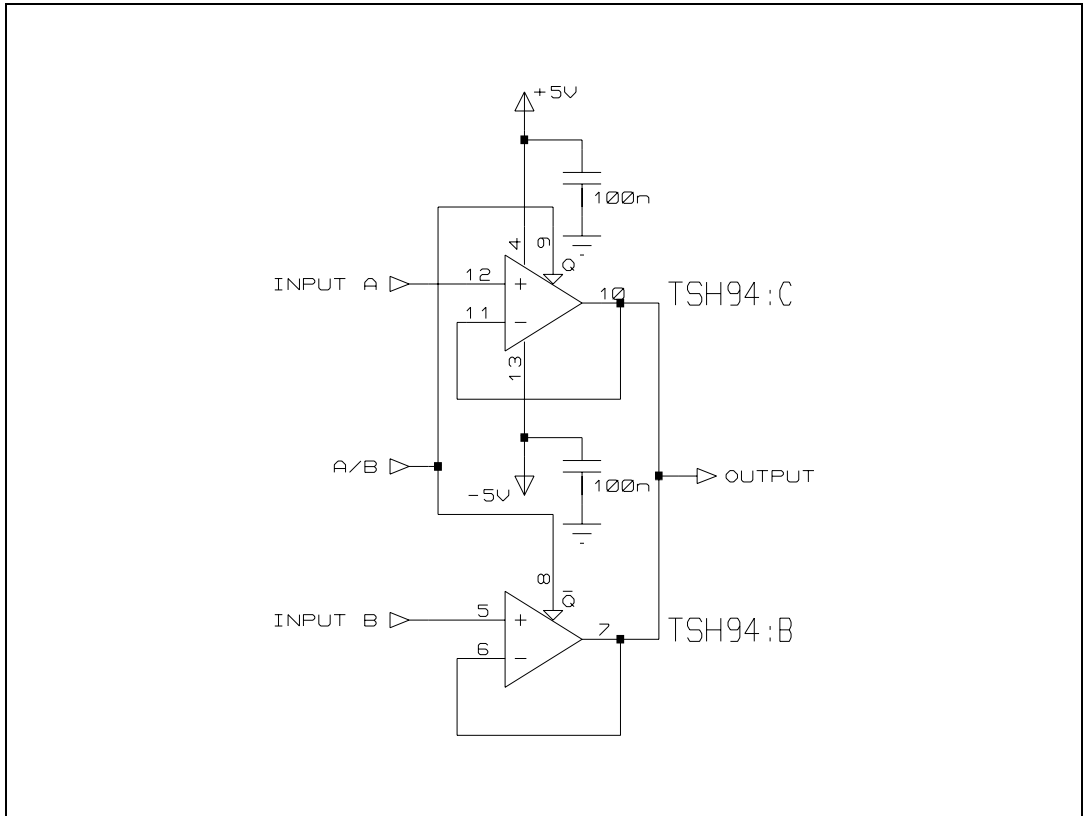 +5V
100n
4
9
Q
INPUT A
12
+
10
TSH94:C
11
−
13
A/B
-5V
100n
OUTPUT
8
Q̄
INPUT B
5
+
7
TSH94:B
6
−